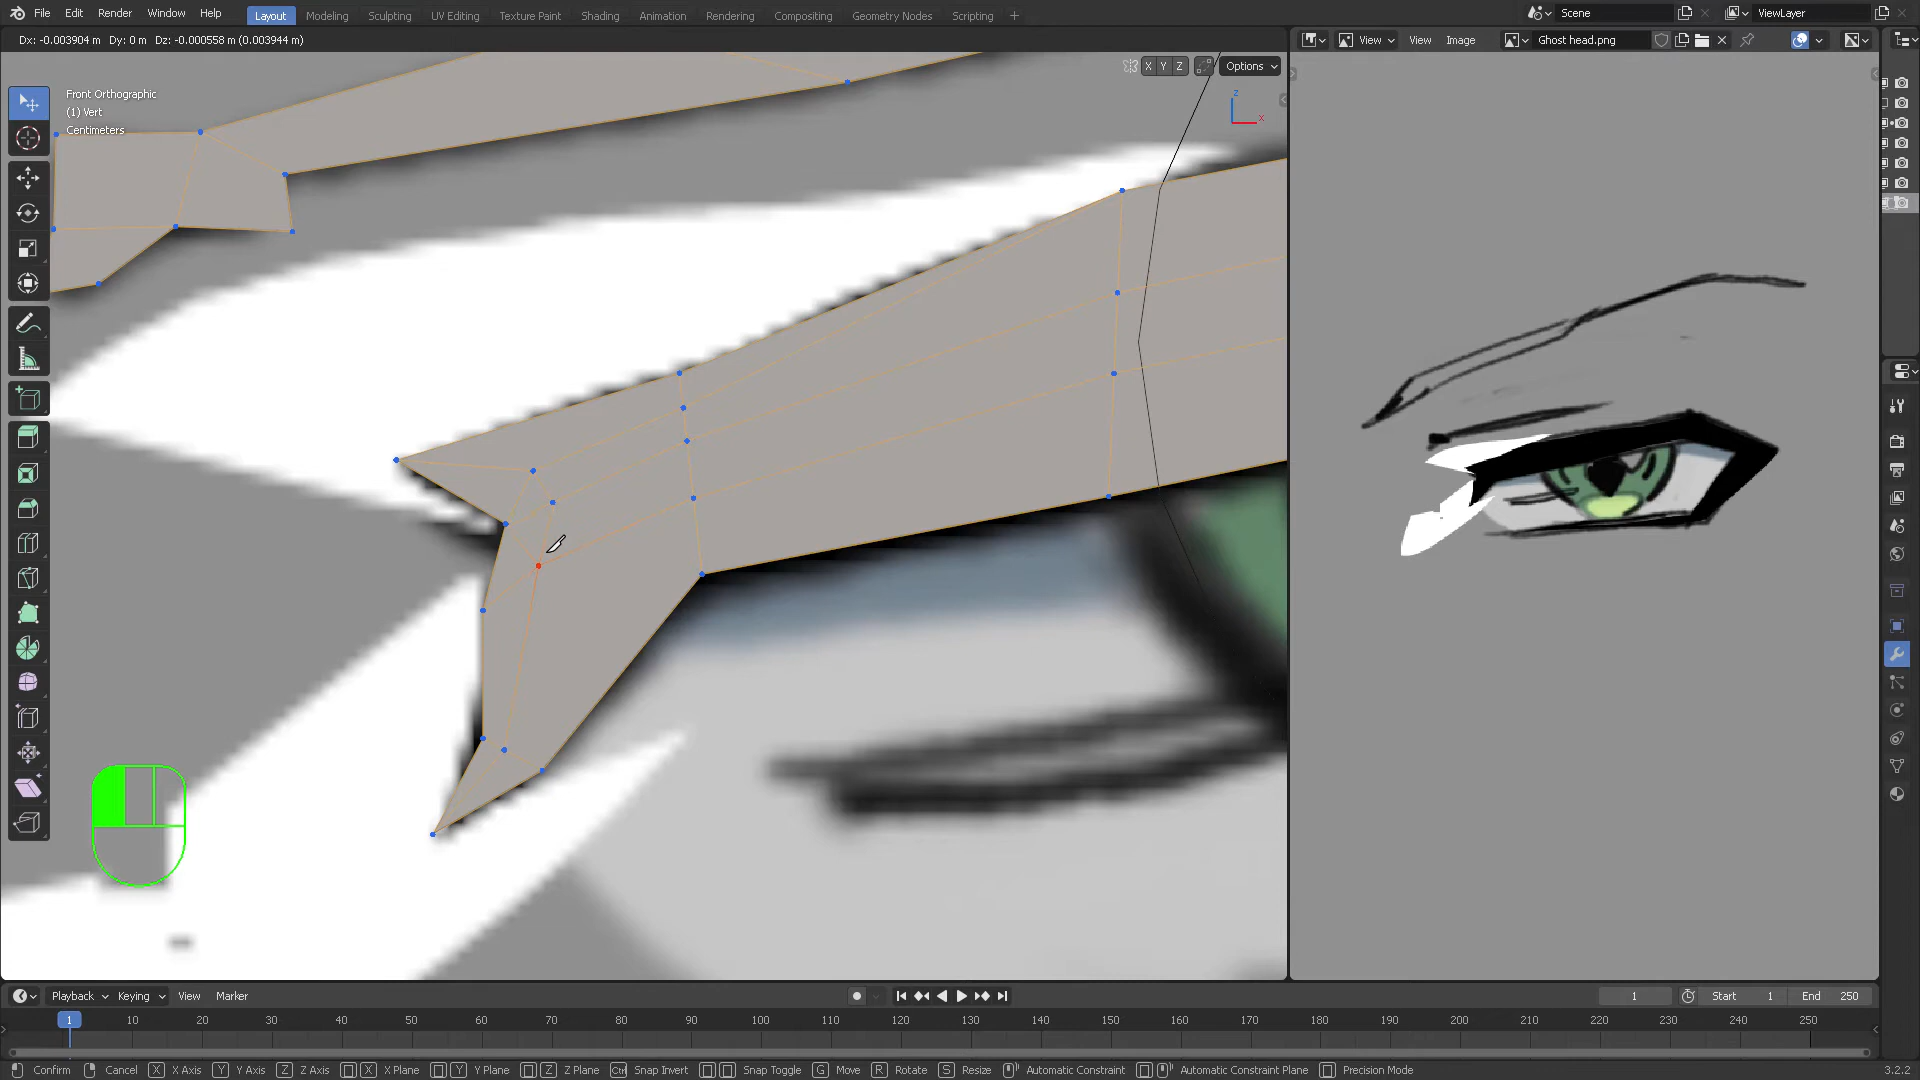 File Edit Render Window Help Layout Modeling Sculpting UV Editing Texture Paint Shading Animation Rendering Compositing Geometry Nodes Scripting + Scene ViewLayer
Dx: -0.003904 m Dy: 0 m Dz: -0.000558 m (0.003944 m) View View Image Ghost head.png
X Y Z Options
Front Orthographic
(1) Vert
Centimeters
z
x
Playback Keying View Marker 1 Start 1 End 250
1 10 20 30 40 50 60 70 80 90 100 110 120 130 140 150 160 170 180 190 200 210 220 230 240 250
Confirm Cancel X X Axis Y Y Axis Z Z Axis X X Plane Y Y Plane Z Z Plane Ctrl Snap Invert Snap Toggle G Move R Rotate S Resize Automatic Constraint Automatic Constraint Plane Precision Mode 3.2.2